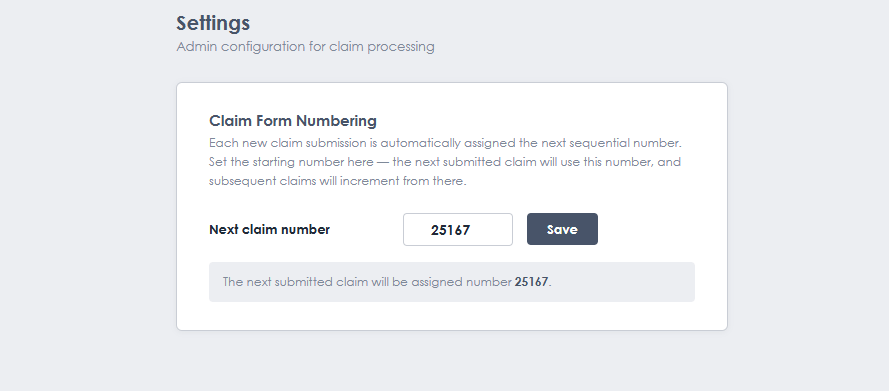 Settings
Admin configuration for claim processing
Claim Form Numbering
Each new claim submission is automatically assigned the next sequential number.
Set the starting number here — the next submitted claim will use this number, and
subsequent claims will increment from there.
Next claim number
25167
Save
The next submitted claim will be assigned number 25167.